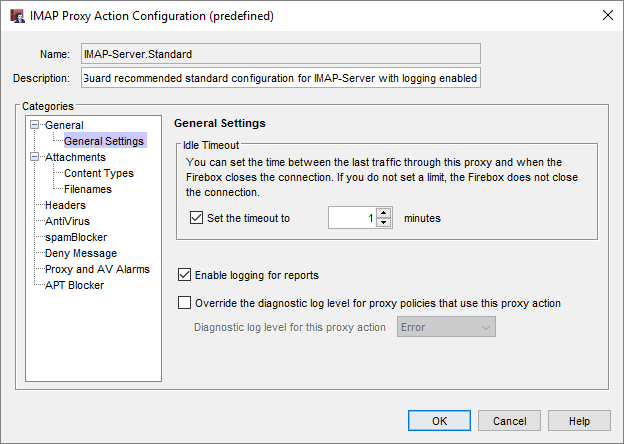 IMAP Proxy Action Configuration (predefined)
Name: IMAP-Server.Standard
Description: Guard recommended standard configuration for IMAP-Server with logging enabled
Categories
General
General Settings
Attachments
Content Types
Filenames
Headers
AntiVirus
spamBlocker
Deny Message
Proxy and AV Alarms
APT Blocker
General Settings
Idle Timeout
You can set the time between the last traffic through this proxy and when the
Firebox closes the connection. If you do not set a limit, the Firebox does not close
the connection.
Set the timeout to 1 minutes
Enable logging for reports
Override the diagnostic log level for proxy policies that use this proxy action
Diagnostic log level for this proxy action Error
OK Cancel Help